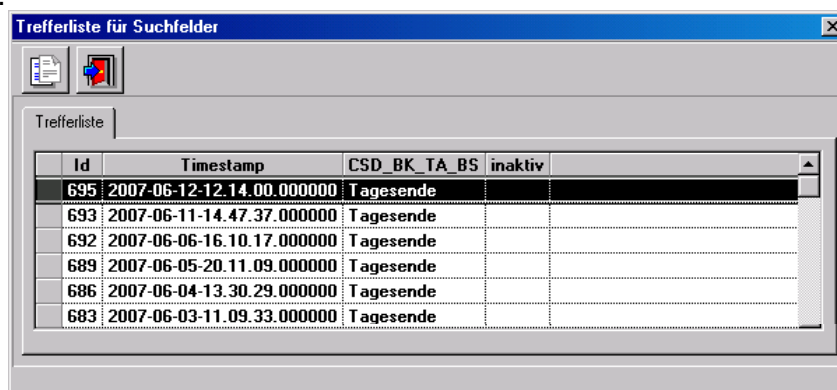 Trefferliste für Suchfelder
Trefferliste
Id Timestamp CSD_BK_TA_BS inaktiv
695 2007-06-12-12.14.00.000000 Tagesende
693 2007-06-11-14.47.37.000000 Tagesende
692 2007-06-06-16.10.17.000000 Tagesende
689 2007-06-05-20.11.09.000000 Tagesende
686 2007-06-04-13.30.29.000000 Tagesende
683 2007-06-03-11.09.33.000000 Tagesende